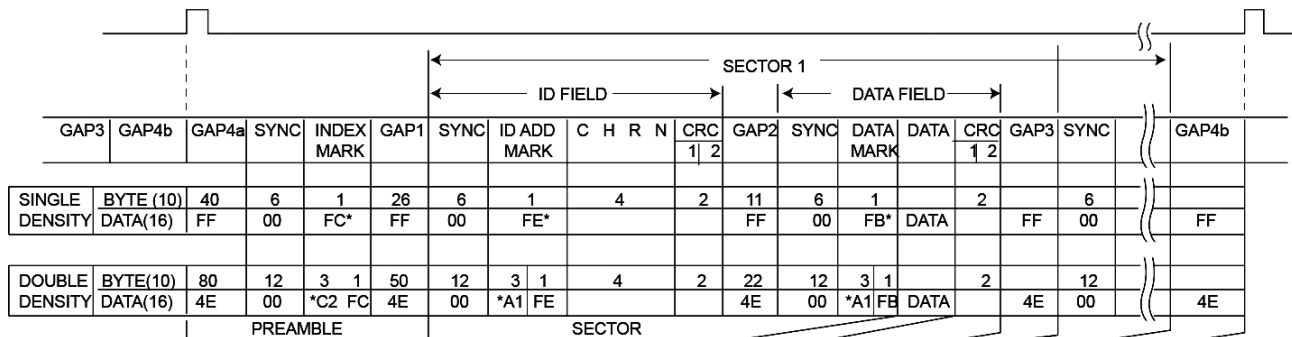 SECTOR 1
ID FIELD DATA FIELD
GAP3 GAP4b GAP4a SYNC INDEX GAP1 SYNC ID ADD C H R N CRC GAP2 SYNC DATA DATA CRC GAP3 SYNC GAP4b
MARK MARK 1 2 MARK 1 2
SINGLE BYTE (10) 40 6 1 26 6 1 4 2 11 6 1 2 6
DENSITY DATA(16) FF 00 FC* FF 00 FE* FF 00 FB* DATA FF 00 FF
DOUBLE BYTE(10) 80 12 3 1 50 12 3 1 4 2 22 12 3 1 2 12
DENSITY DATA(16) 4E 00 *C2 FC 4E 00 *A1 FE 4E 00 *A1 FB DATA 4E 00 4E
PREAMBLE SECTOR